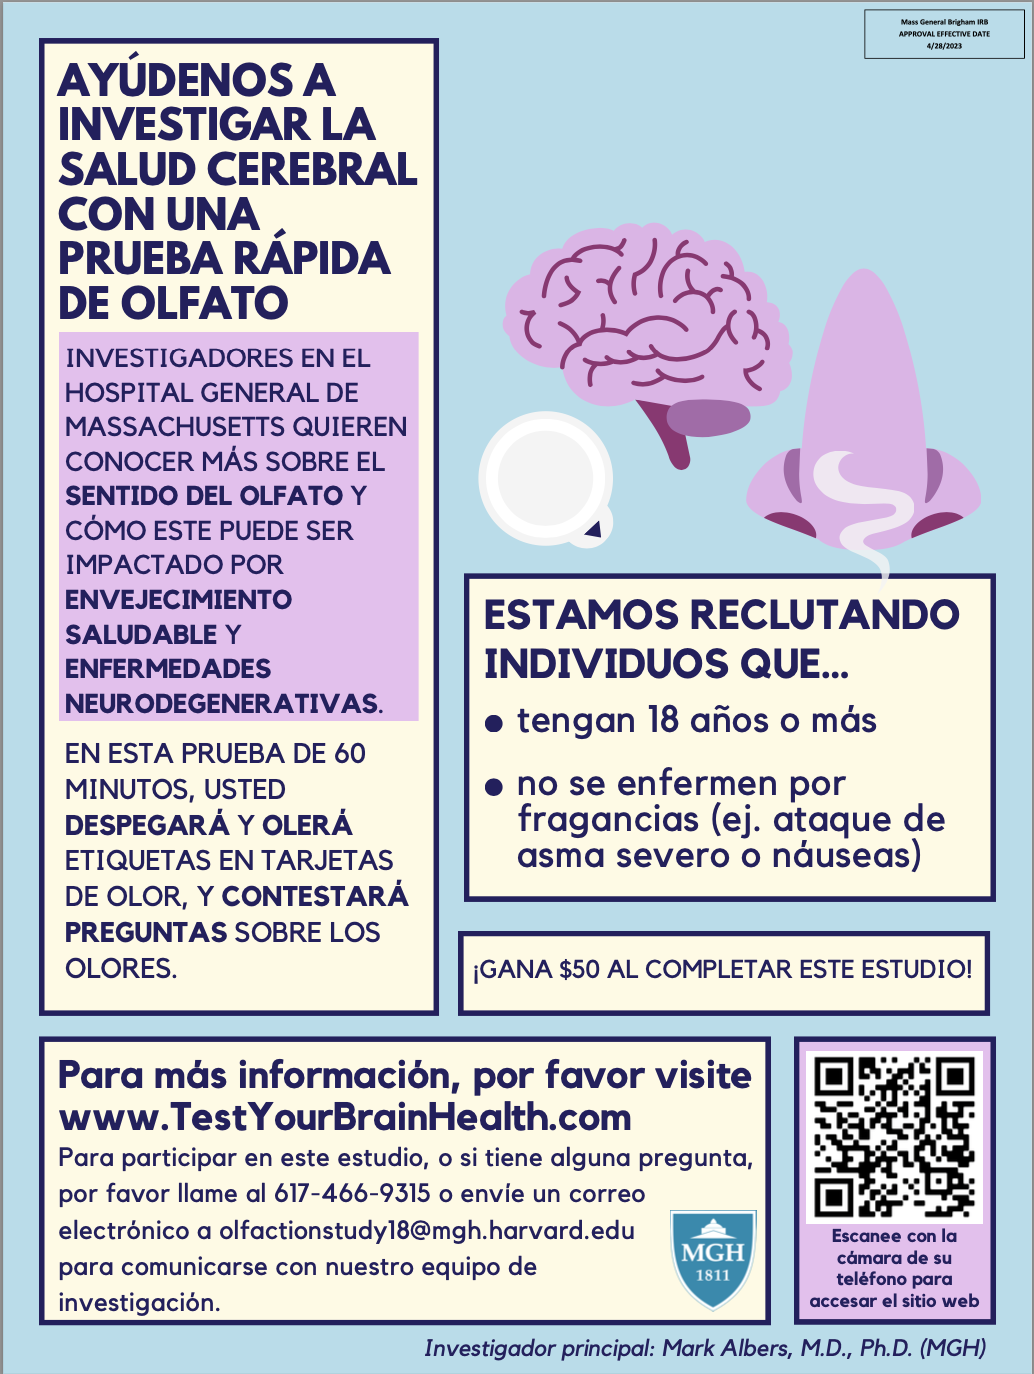 Mass General Brigham IRB
APPROVAL EFFECTIVE DATE
4/28/2023
AYÚDENOS A
INVESTIGAR LA
SALUD CEREBRAL
CON UNA
PRUEBA RÁPIDA
DE OLFATO
INVESTIGADORES EN EL
HOSPITAL GENERAL DE
MASSACHUSETTS QUIEREN
CONOCER MÁS SOBRE EL
SENTIDO DEL OLFATO Y
CÓMO ESTE PUEDE SER
IMPACTADO POR
ENVEJECIMIENTO
SALUDABLE Y
ENFERMEDADES
NEURODEGENERATIVAS.
EN ESTA PRUEBA DE 60
MINUTOS, USTED
DESPEGARÁ Y OLERÁ
ETIQUETAS EN TARJETAS
DE OLOR, Y CONTESTARÁ
PREGUNTAS SOBRE LOS
OLORES.
ESTAMOS RECLUTANDO
INDIVIDUOS QUE...
● tengan 18 años o más
● no se enfermen por
fragancias (ej. ataque de
asma severo o náuseas)
¡GANA $50 AL COMPLETAR ESTE ESTUDIO!
Para más información, por favor visite
www.TestYourBrainHealth.com
Para participar en este estudio, o si tiene alguna pregunta,
por favor llame al 617-466-9315 o envíe un correo
electrónico a olfactionstudy18@mgh.harvard.edu
para comunicarse con nuestro equipo de
investigación.
MGH
1811
Escanee con la
cámara de su
teléfono para
accesar el sitio web
Investigador principal: Mark Albers, M.D., Ph.D. (MGH)